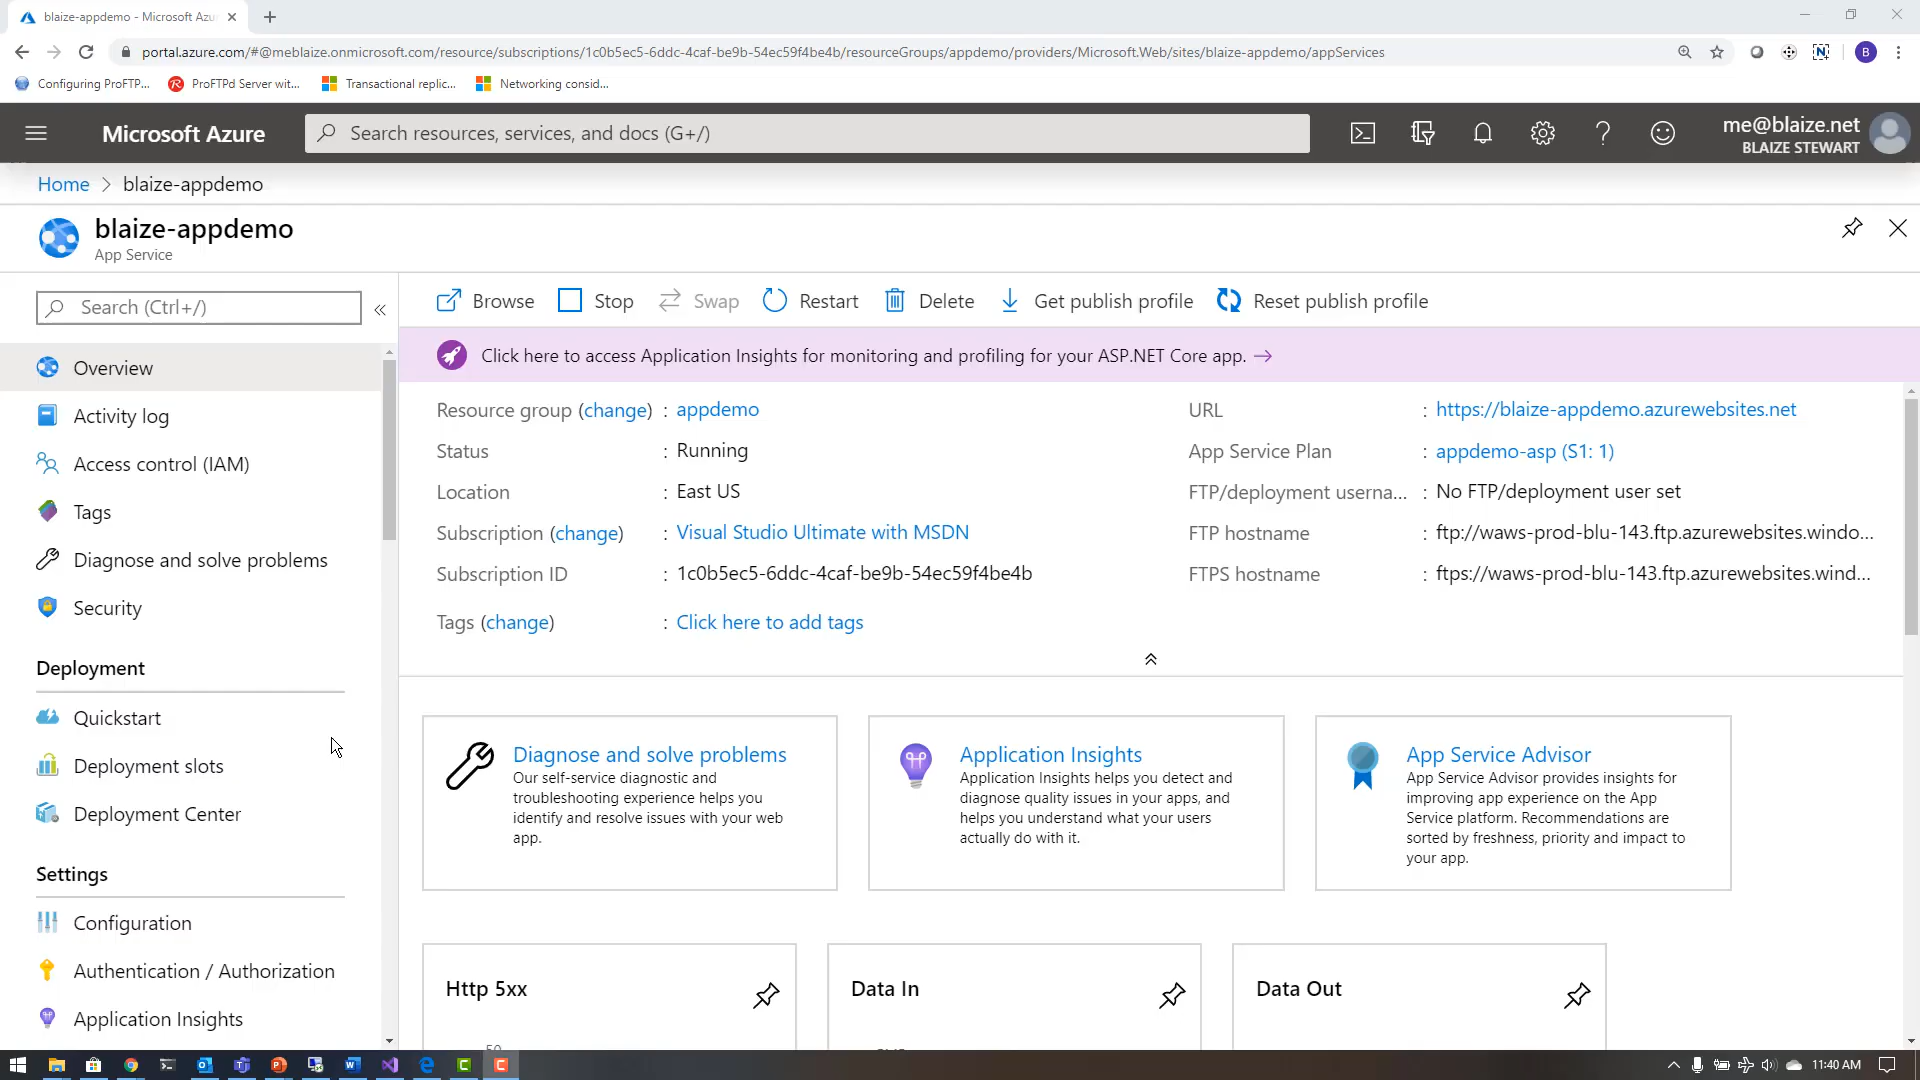 blaize-appdemo - Microsoft Azu
portal.azure.com/#@meblaize.onmicrosoft.com/resource/subscriptions/1c0b5ec5-6ddc-4caf-be9b-54ec59f4be4b/resourceGroups/appdemo/providers/Microsoft.Web/sites/blaize-appdemo/appServices
B
Configuring ProFTP...
ProFTPd Server wit...
Transactional replic...
Networking consid...
Microsoft Azure
Search resources, services, and docs (G+/)
me@blaize.net
BLAIZE STEWART
Home > blaize-appdemo
blaize-appdemo
App Service
Search (Ctrl+/)
«
Overview
Activity log
Access control (IAM)
Tags
Diagnose and solve problems
Security
Deployment
Quickstart
Deployment slots
Deployment Center
Settings
Configuration
Authentication / Authorization
Application Insights
Browse
Stop
Swap
Restart
Delete
Get publish profile
Reset publish profile
Click here to access Application Insights for monitoring and profiling for your ASP.NET Core app. →
Resource group (change) : appdemo
Status : Running
Location : East US
Subscription (change) : Visual Studio Ultimate with MSDN
Subscription ID : 1c0b5ec5-6ddc-4caf-be9b-54ec59f4be4b
Tags (change) : Click here to add tags
URL : https://blaize-appdemo.azurewebsites.net
App Service Plan : appdemo-asp (S1: 1)
FTP/deployment userna... : No FTP/deployment user set
FTP hostname : ftp://waws-prod-blu-143.ftp.azurewebsites.windo...
FTPS hostname : ftps://waws-prod-blu-143.ftp.azurewebsites.wind...
Diagnose and solve problems
Our self-service diagnostic and
troubleshooting experience helps you
identify and resolve issues with your web
app.
Application Insights
Application Insights helps you detect and
diagnose quality issues in your apps, and
helps you understand what your users
actually do with it.
App Service Advisor
App Service Advisor provides insights for
improving app experience on the App
Service platform. Recommendations are
sorted by freshness, priority and impact to
your app.
Http 5xx
Data In
Data Out
11:40 AM